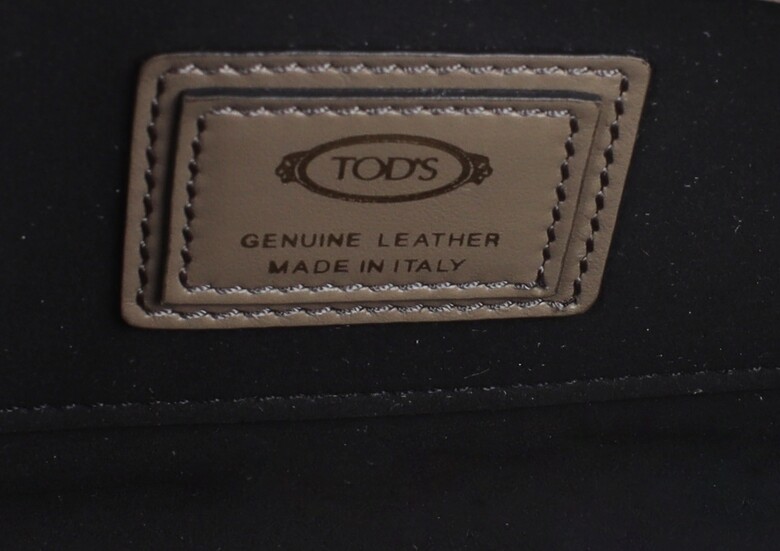 TOD'S
GENUINE LEATHER
MADE IN ITALY